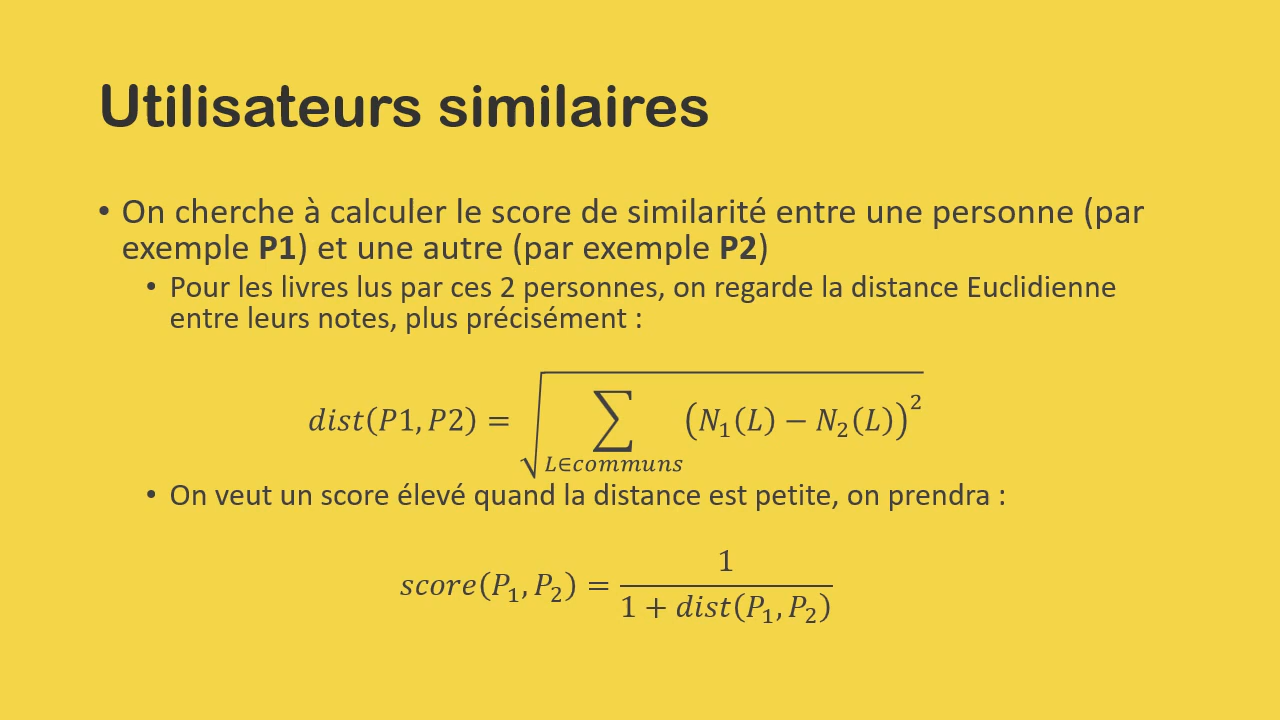 Utilisateurs similaires
• On cherche à calculer le score de similarité entre une personne (par
exemple P1) et une autre (par exemple P2)
• Pour les livres lus par ces 2 personnes, on regarde la distance Euclidienne
entre leurs notes, plus précisément :
dist(P1, P2) = √ ∑ L∈communs (N₁(L) − N₂(L))²
• On veut un score élevé quand la distance est petite, on prendra :
score(P₁, P₂) = 1 / (1 + dist(P₁, P₂))